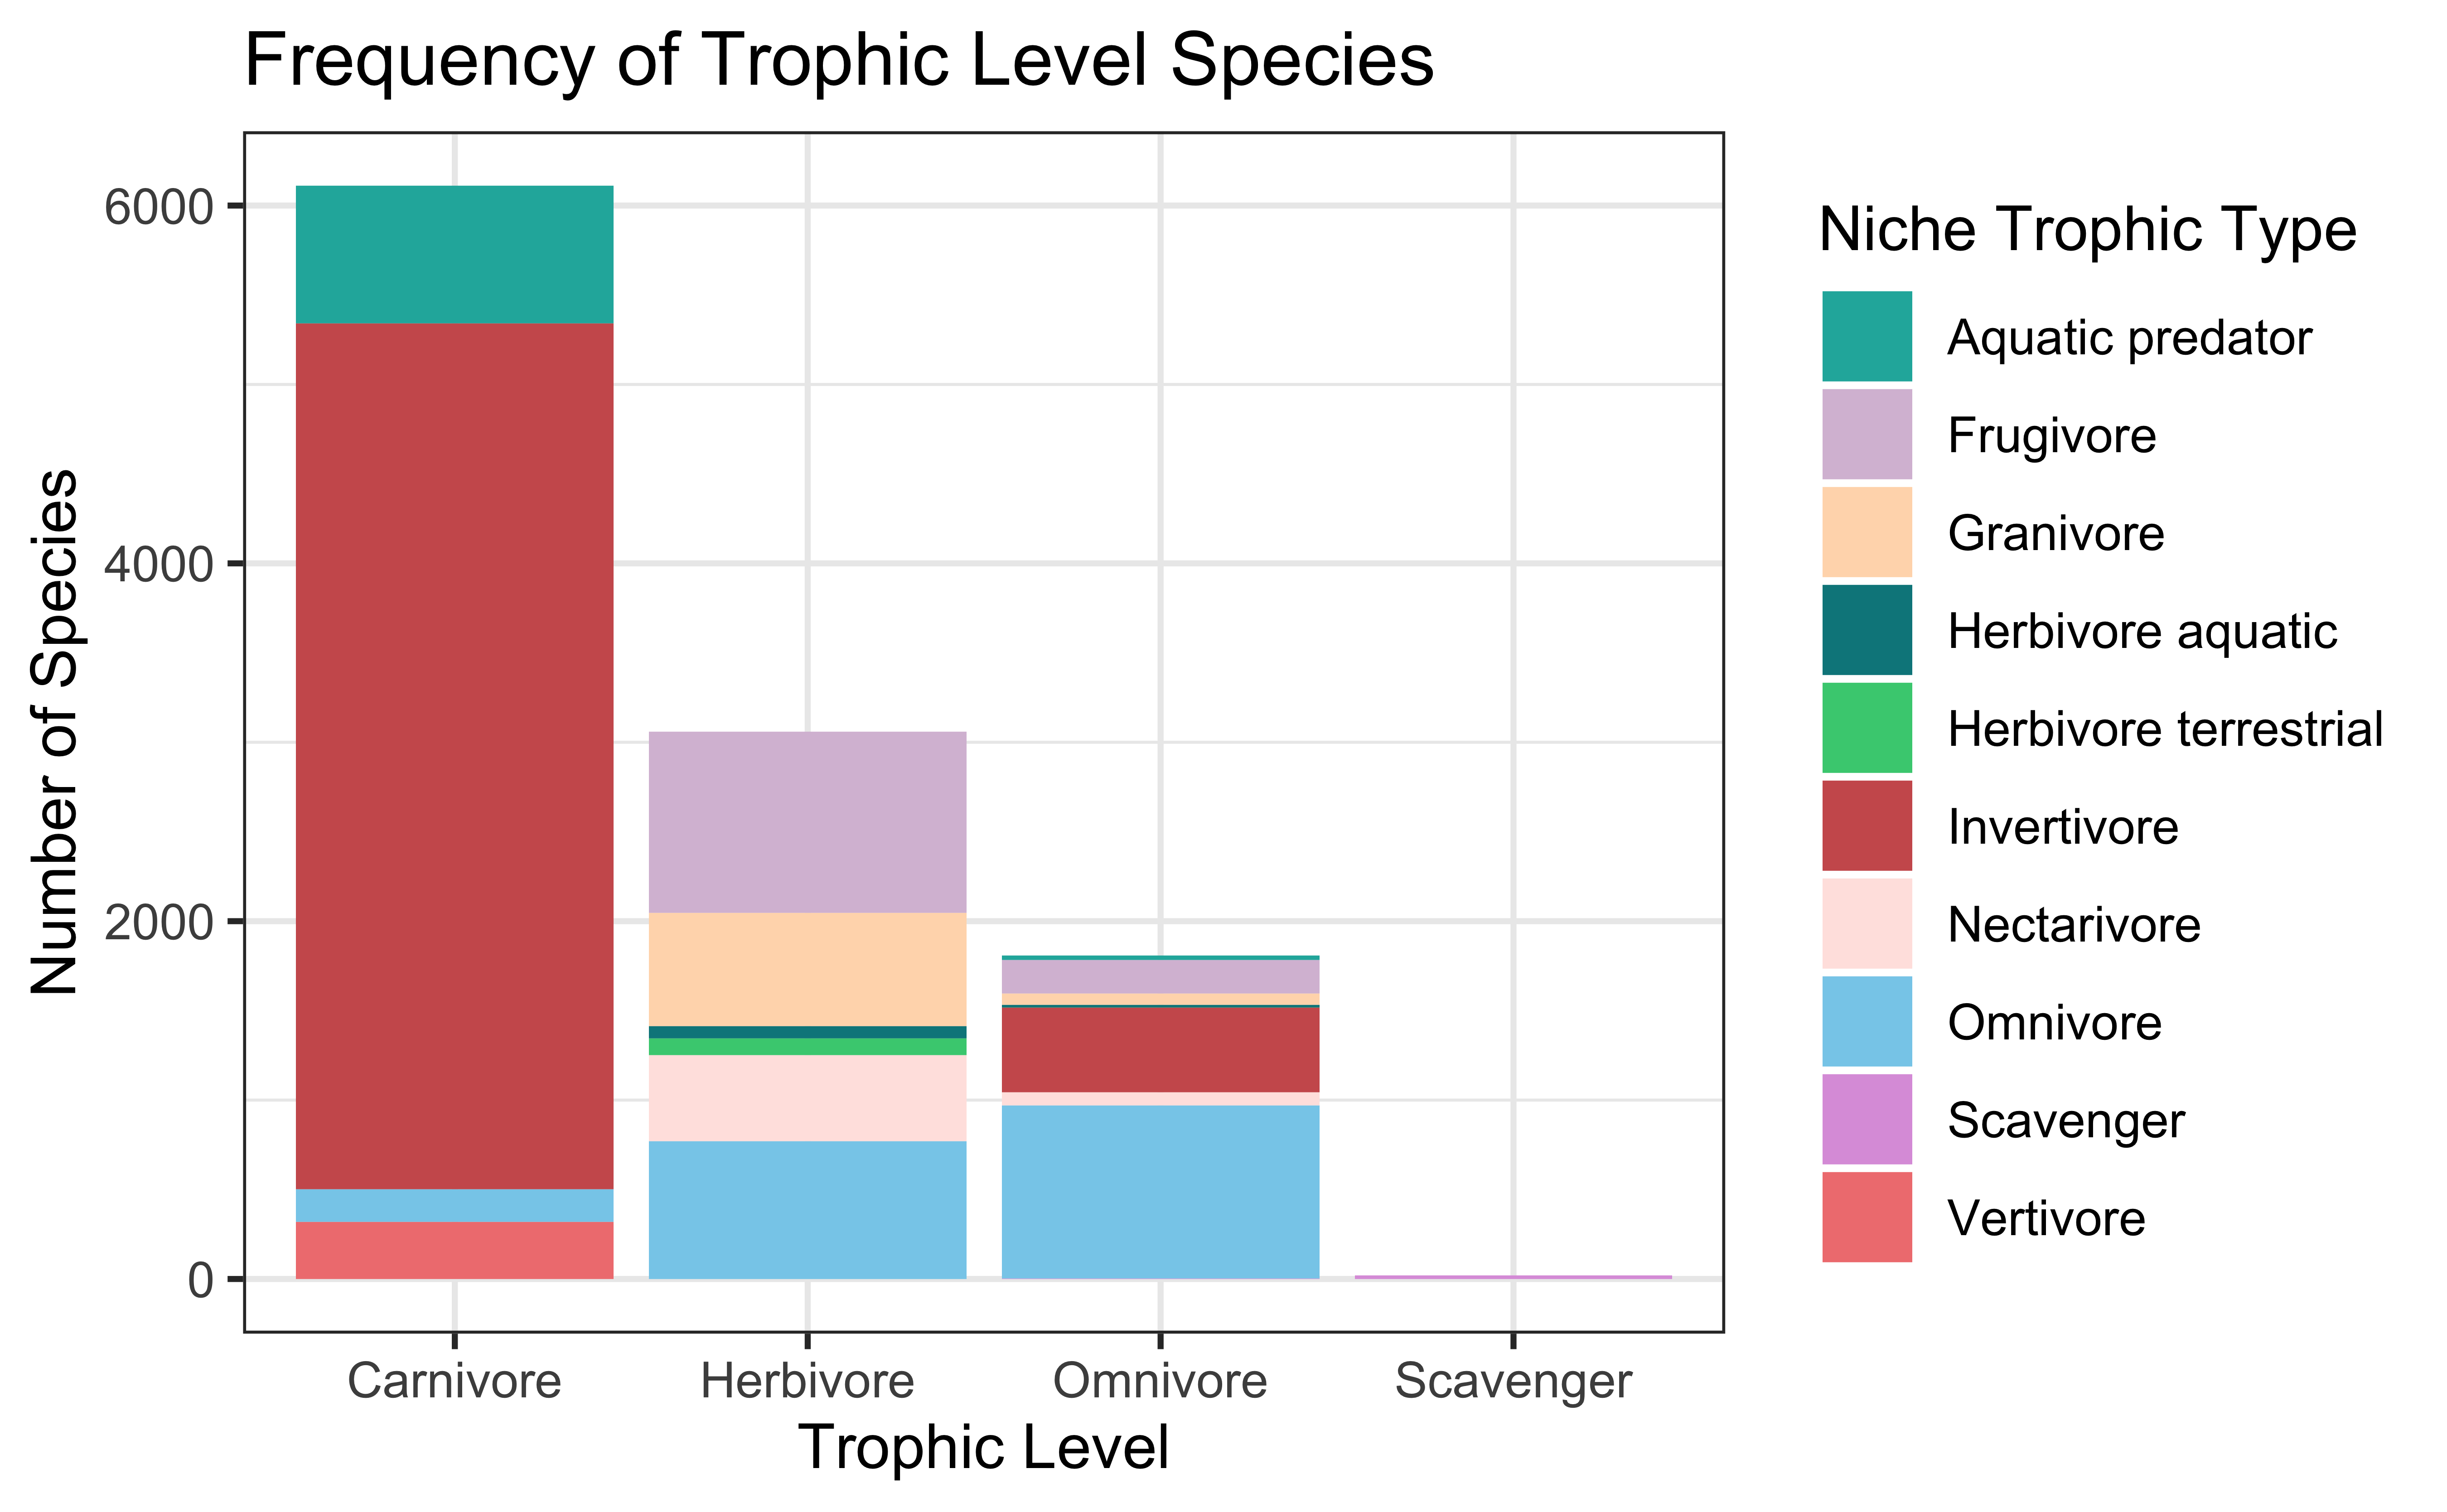 Frequency of Trophic Level Species
Number of Species
6000
4000
2000
0
Carnivore
Herbivore
Omnivore
Scavenger
Trophic Level
Niche Trophic Type
Aquatic predator
Frugivore
Granivore
Herbivore aquatic
Herbivore terrestrial
Invertivore
Nectarivore
Omnivore
Scavenger
Vertivore